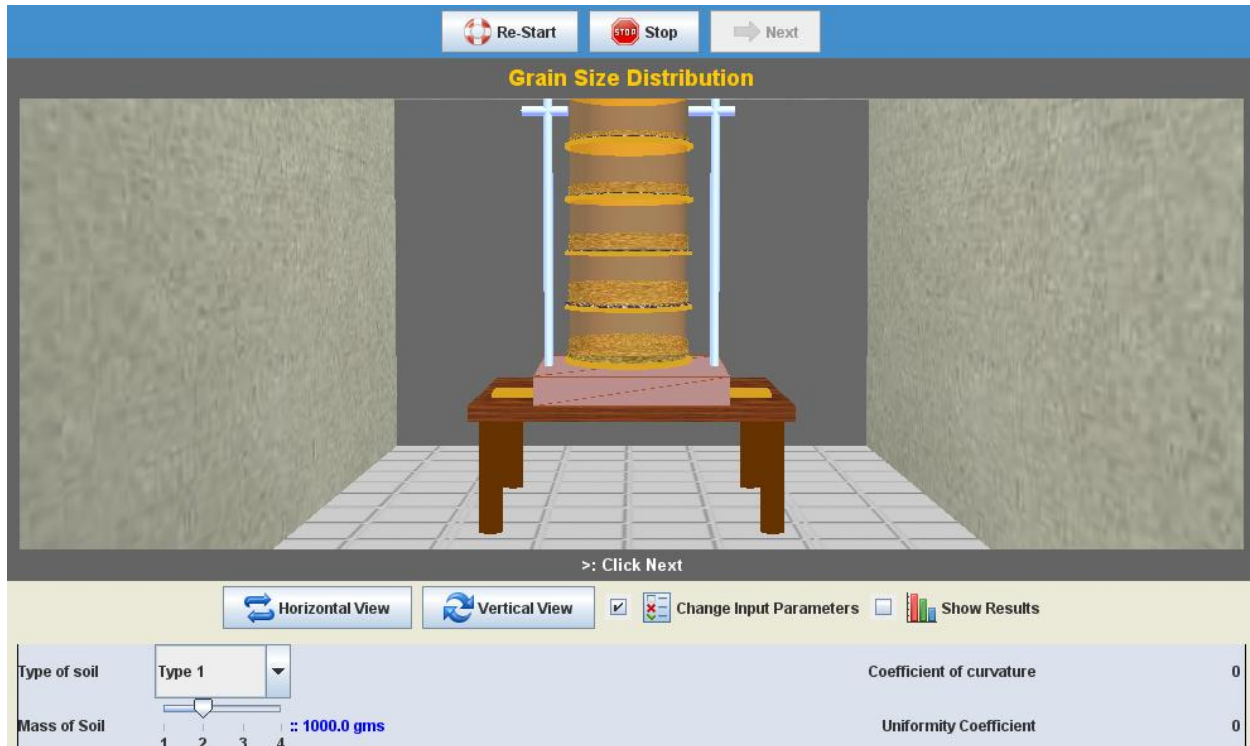 Re-Start STOP Stop Next
Grain Size Distribution
>: Click Next
Horizontal View Vertical View Change Input Parameters Show Results
Type of soil Type 1 Coefficient of curvature 0
Mass of Soil :: 1000.0 gms Uniformity Coefficient 0
1 2 3 4